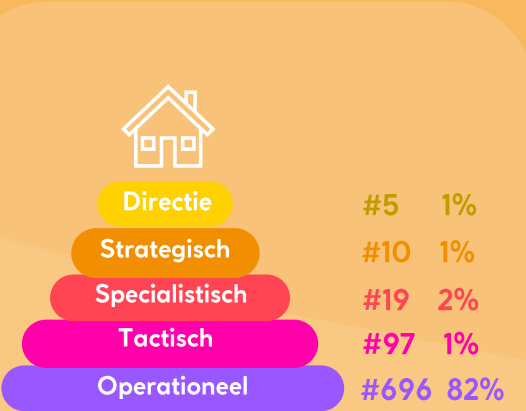 Directie #5 1%
Strategisch #10 1%
Specialistisch #19 2%
Tactisch #97 1%
Operationeel #696 82%